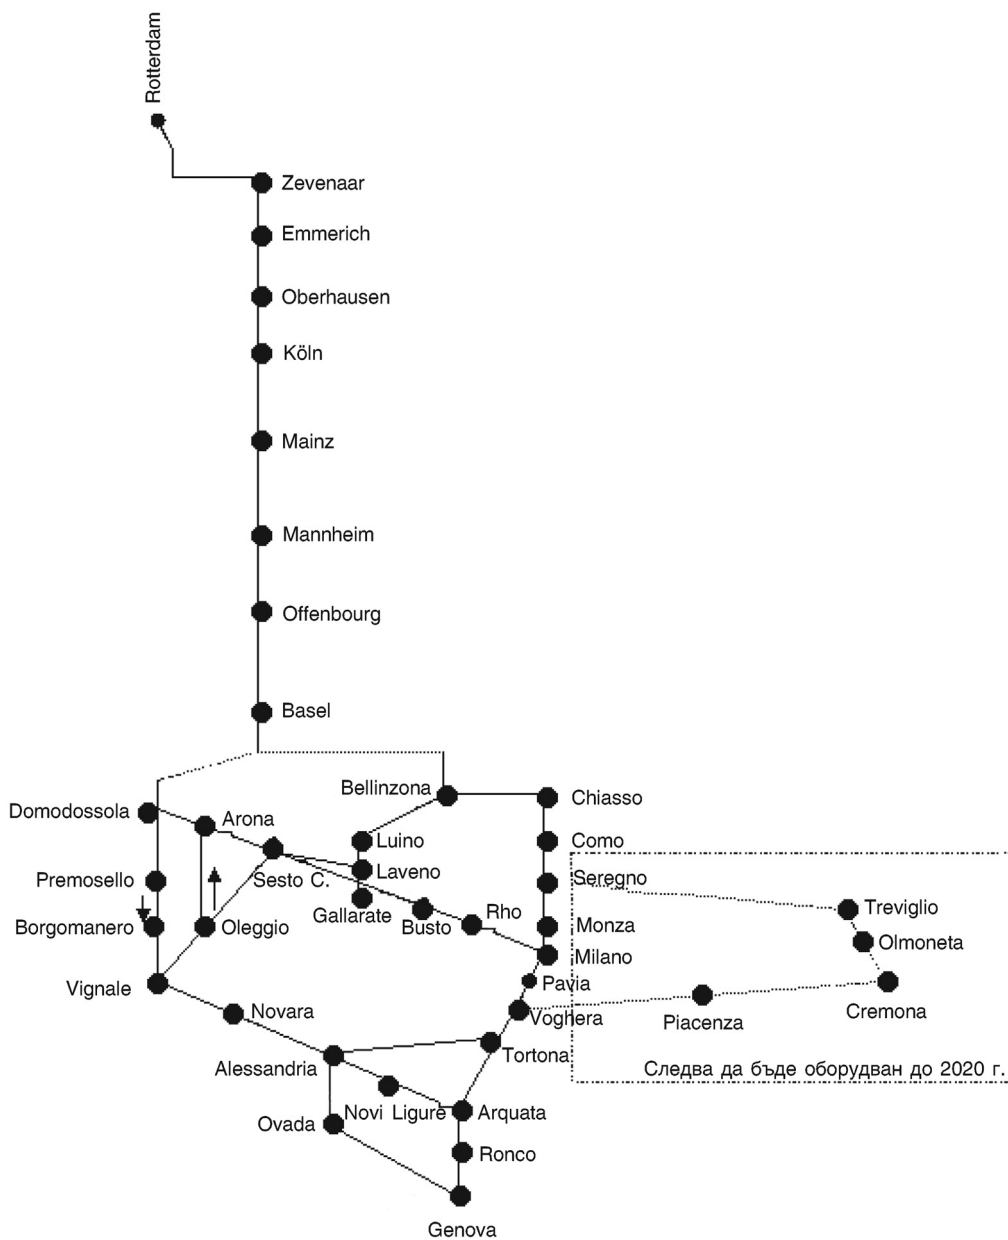 Rotterdam
Zevenaar
Emmerich
Oberhausen
Köln
Mainz
Mannheim
Offenbourg
Basel
Bellinzona
Chiasso
Domodossola
Arona
Luino
Como
Premosello
Sesto C.
Laveno
Seregno
Gallarate
Busto
Rho
Treviglio
Borgomanero
Oleggio
Monza
Olmoneta
Milano
Vignale
Pavia
Cremona
Novara
Voghera
Piacenza
Alessandria
Tortona
Следва да бъде оборудван до 2020 г.
Ovada
Novi Ligure
Arquata
Ronco
Genova